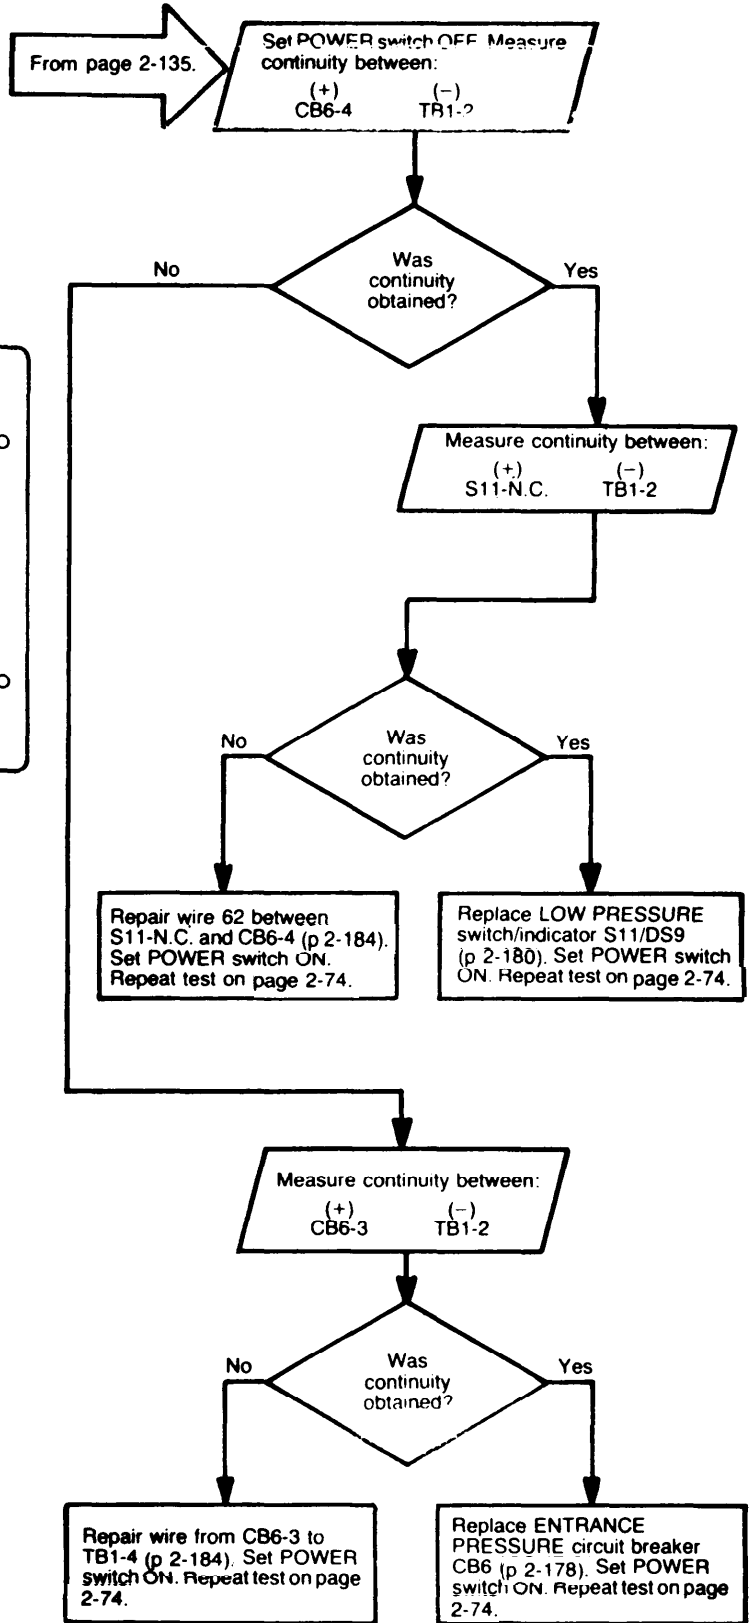 From page 2-135.
Set POWER switch OFF. Measure
continuity between:
(+) (−)
CB6-4 TB1-2
Was
continuity
obtained?
No
Yes
Measure continuity between:
(+) (−)
S11-N.C. TB1-2
Was
continuity
obtained?
No
Yes
Repair wire 62 between
S11-N.C. and CB6-4 (p 2-184).
Set POWER switch ON.
Repeat test on page 2-74.
Replace LOW PRESSURE
switch/indicator S11/DS9
(p 2-180). Set POWER switch
ON. Repeat test on page 2-74.
Measure continuity between:
(+) (−)
CB6-3 TB1-2
Was
continuity
obtained?
No
Yes
Repair wire from CB6-3 to
TB1-4 (p 2-184). Set POWER
switch ON. Repeat test on page
2-74.
Replace ENTRANCE
PRESSURE circuit breaker
CB6 (p 2-178). Set POWER
switch ON. Repeat test on page
2-74.